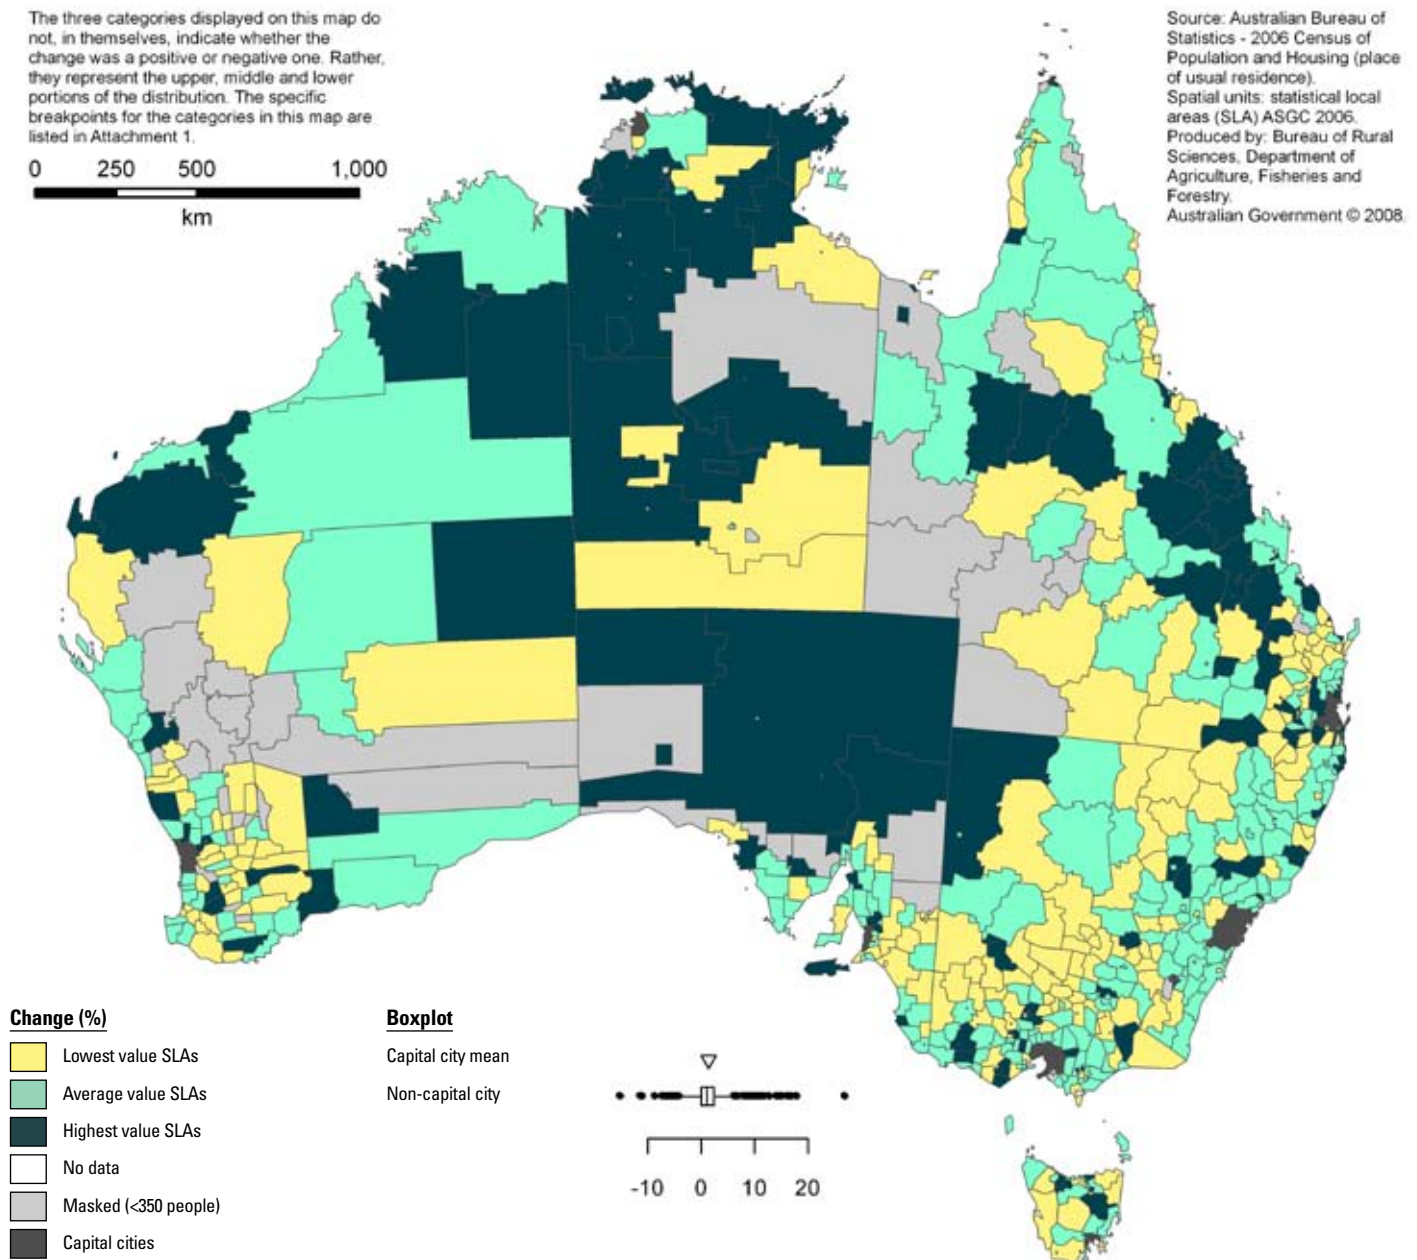 The three categories displayed on this map do
not, in themselves, indicate whether the
change was a positive or negative one. Rather,
they represent the upper, middle and lower
portions of the distribution. The specific
breakpoints for the categories in this map are
listed in Attachment 1.
0 250 500 1,000
km
Source: Australian Bureau of
Statistics - 2006 Census of
Population and Housing (place
of usual residence).
Spatial units: statistical local
areas (SLA) ASGC 2006.
Produced by: Bureau of Rural
Sciences, Department of
Agriculture, Fisheries and
Forestry.
Australian Government © 2008.
Change (%)
Lowest value SLAs
Average value SLAs
Highest value SLAs
No data
Masked (<350 people)
Capital cities
Boxplot
Capital city mean
Non-capital city
-10 0 10 20